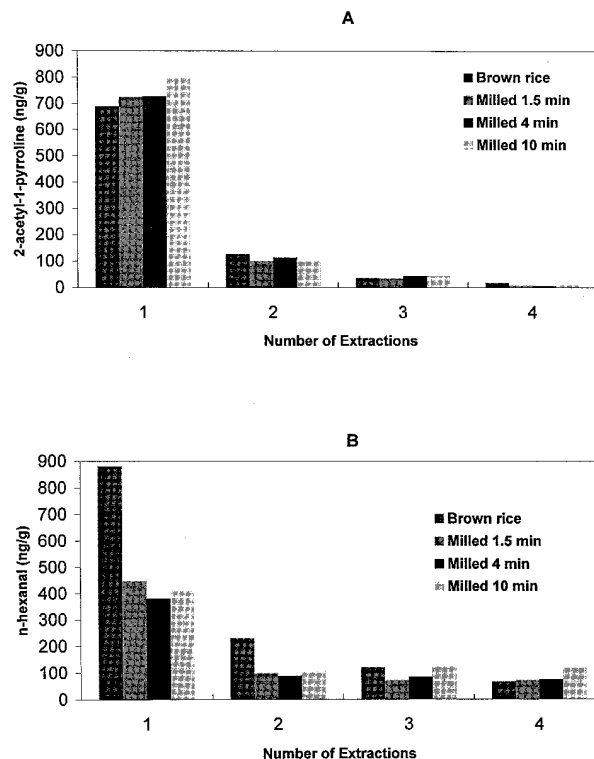 A
2-acetyl-1-pyrroline (ng/g)
900
800
700
600
500
400
300
200
100
0
Brown rice
Milled 1.5 min
Milled 4 min
Milled 10 min
1 2 3 4
Number of Extractions
B
n-hexanal (ng/g)
900
800
700
600
500
400
300
200
100
0
Brown rice
Milled 1.5 min
Milled 4 min
Milled 10 min
1 2 3 4
Number of Extractions